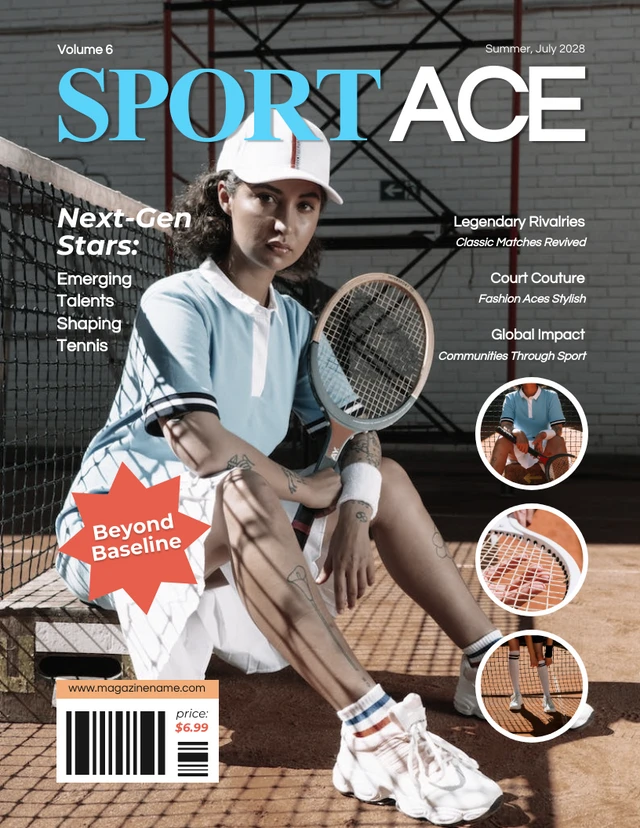 Volume 6
Summer, July 2028
SPORT ACE
Next-Gen
Stars:
Emerging
Talents
Shaping
Tennis
Legendary Rivalries
Classic Matches Revived
Court Couture
Fashion Aces Stylish
Global Impact
Communities Through Sport
Beyond
Baseline
www.magazinename.com
price:
$6.99